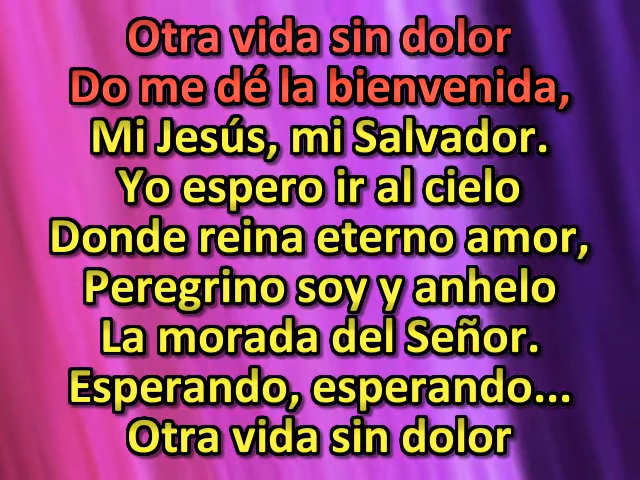 Otra vida sin dolor
Do me dé la bienvenida,
Mi Jesús, mi Salvador.
Yo espero ir al cielo
Donde reina eterno amor,
Peregrino soy y anhelo
La morada del Señor.
Esperando, esperando...
Otra vida sin dolor